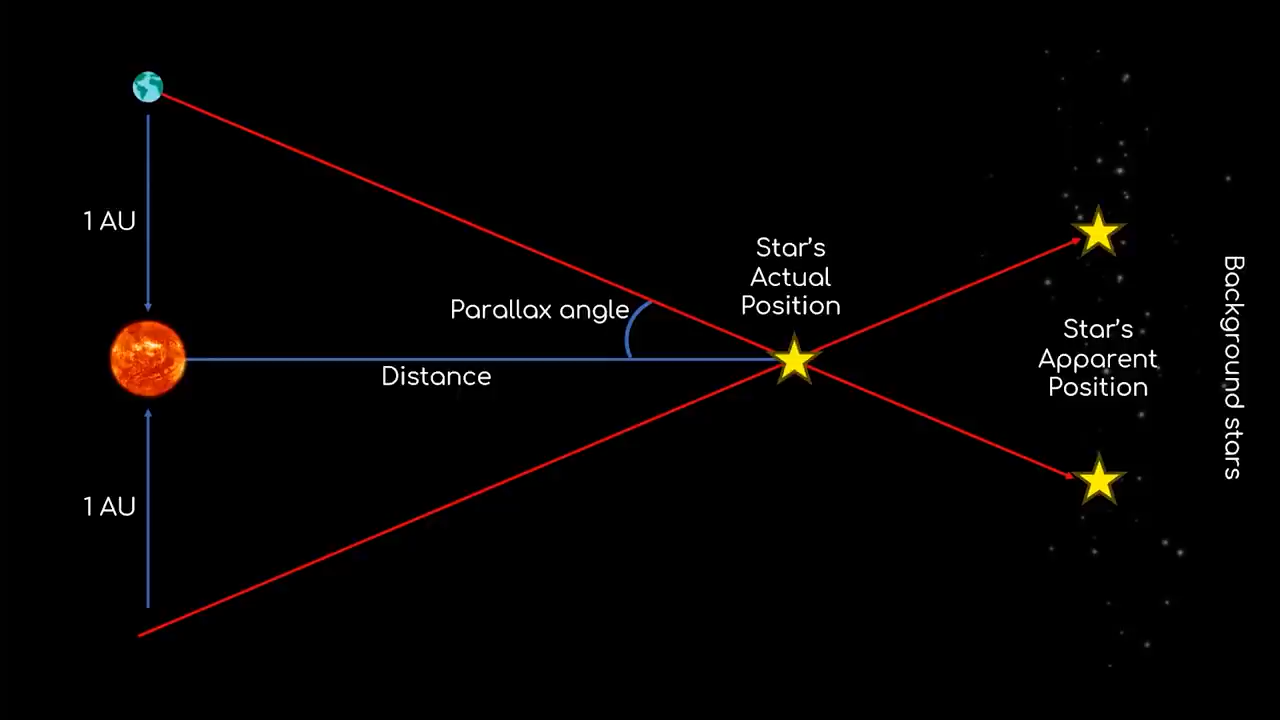 1 AU
Star's
Actual
Position
Parallax angle
Distance
Star's
Apparent
Position
Background stars
1 AU